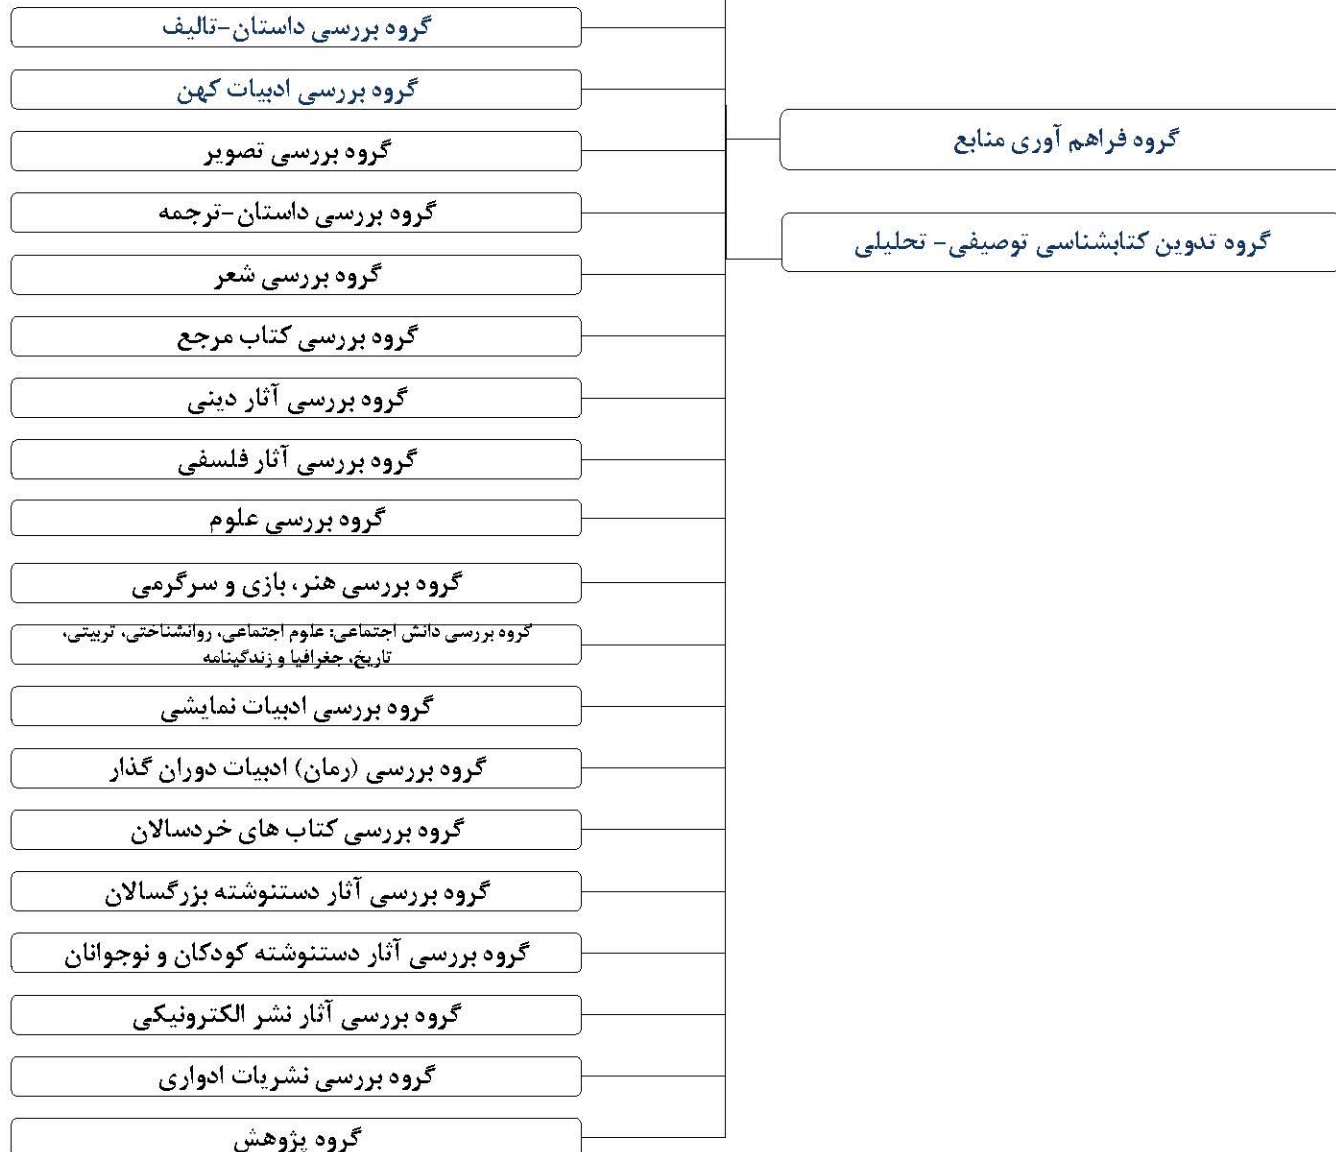 گروه فراهم آوری منابع
گروه تدوین کتابشناسی توصیفی- تحلیلی
گروه بررسی داستان-تالیف
گروه بررسی ادبیات کهن
گروه بررسی تصویر
گروه بررسی داستان-ترجمه
گروه بررسی شعر
گروه بررسی کتاب مرجع
گروه بررسی آثار دینی
گروه بررسی آثار فلسفی
گروه بررسی علوم
گروه بررسی هنر، بازی و سرگرمی
گروه بررسی دانش اجتماعی: علوم اجتماعی، روانشناختی، تربیتی،
تاریخ، جغرافیا و زندگینامه
گروه بررسی ادبیات نمایشی
گروه بررسی (رمان) ادبیات دوران گذار
گروه بررسی کتاب های خردسالان
گروه بررسی آثار دستنوشته بزرگسالان
گروه بررسی آثار دستنوشته کودکان و نوجوانان
گروه بررسی آثار نشر الکترونیکی
گروه بررسی نشریات ادواری
گروه پژوهش